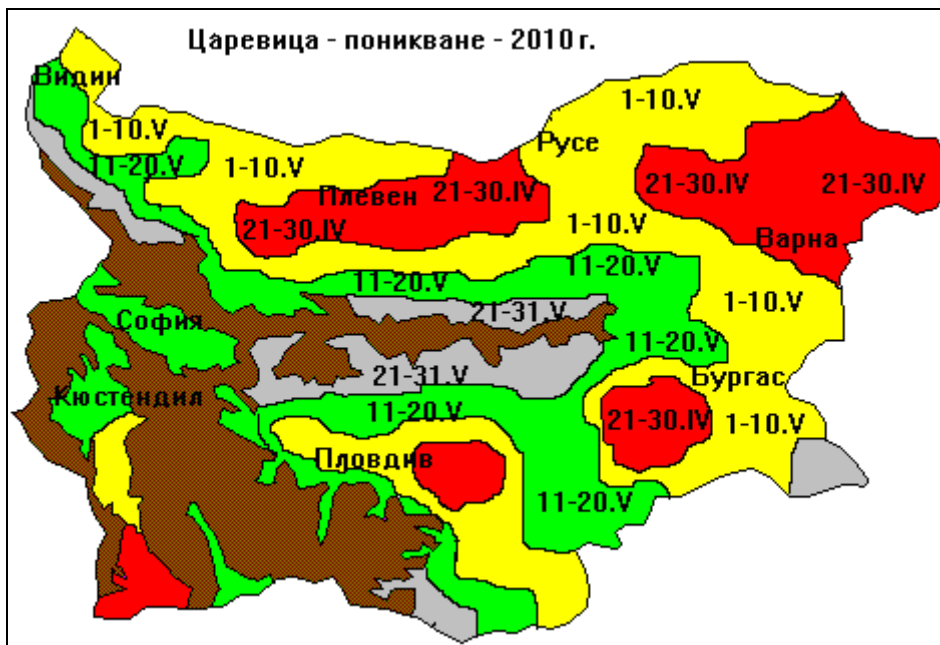 Царевица - поникване - 2010 г.
Видин
1-10.V
1-10.V
Русе
1-10.V
11-20.V
Плевен
21-30.IV
21-30.IV
21-30.IV
21-30.IV
1-10.V
Варна
11-20.V
11-20.V
София
21-31.V
1-10.V
11-20.V
21-31.V
Бургас
Кюстендил
11-20.V
21-30.IV
1-10.V
Пловдив
11-20.V